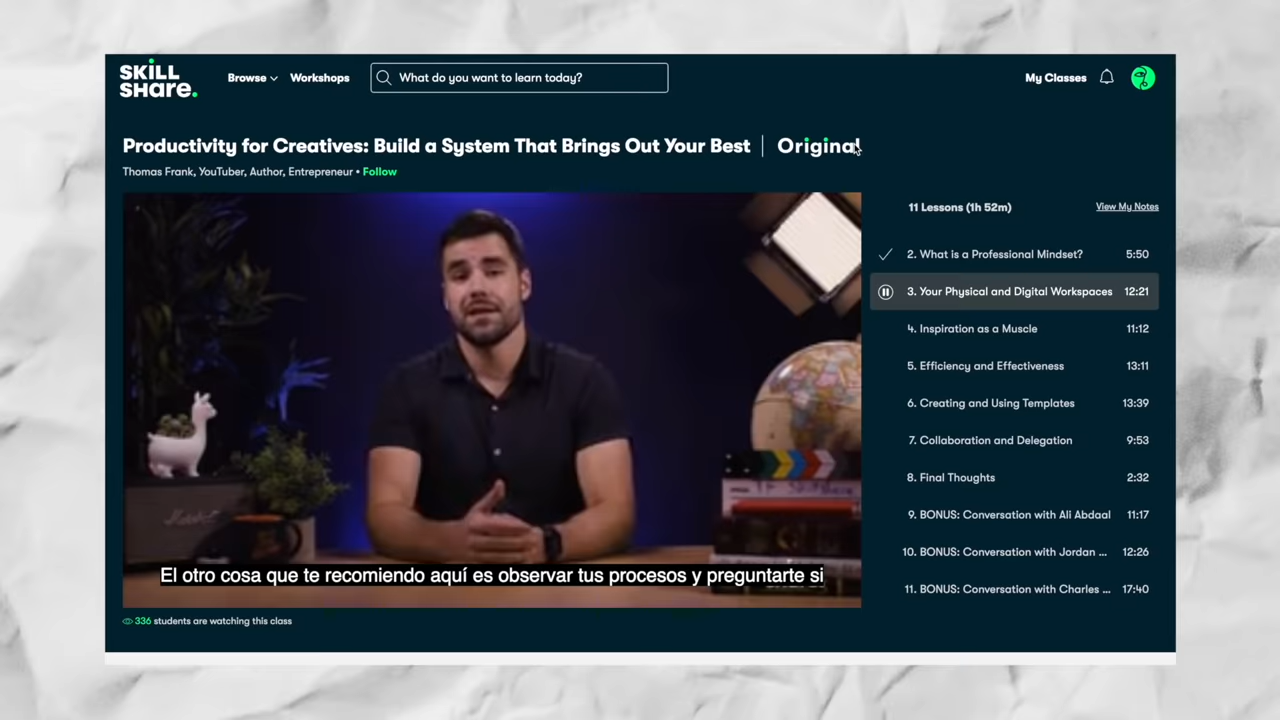 SKILL
SHARE.
Browse
Workshops
What do you want to learn today?
My Classes
Productivity for Creatives: Build a System That Brings Out Your Best | Original
Thomas Frank, YouTuber, Author, Entrepreneur • Follow
11 Lessons (1h 52m)
View My Notes
2. What is a Professional Mindset? 5:50
3. Your Physical and Digital Workspaces 12:21
4. Inspiration as a Muscle 11:12
5. Efficiency and Effectiveness 13:11
6. Creating and Using Templates 13:39
7. Collaboration and Delegation 9:53
8. Final Thoughts 2:32
9. BONUS: Conversation with Ali Abdaal 11:17
10. BONUS: Conversation with Jordan ... 12:26
11. BONUS: Conversation with Charles ... 17:40
Marshall
El otro cosa que te recomiendo aquí es observar tus procesos y preguntarte si
336 students are watching this class